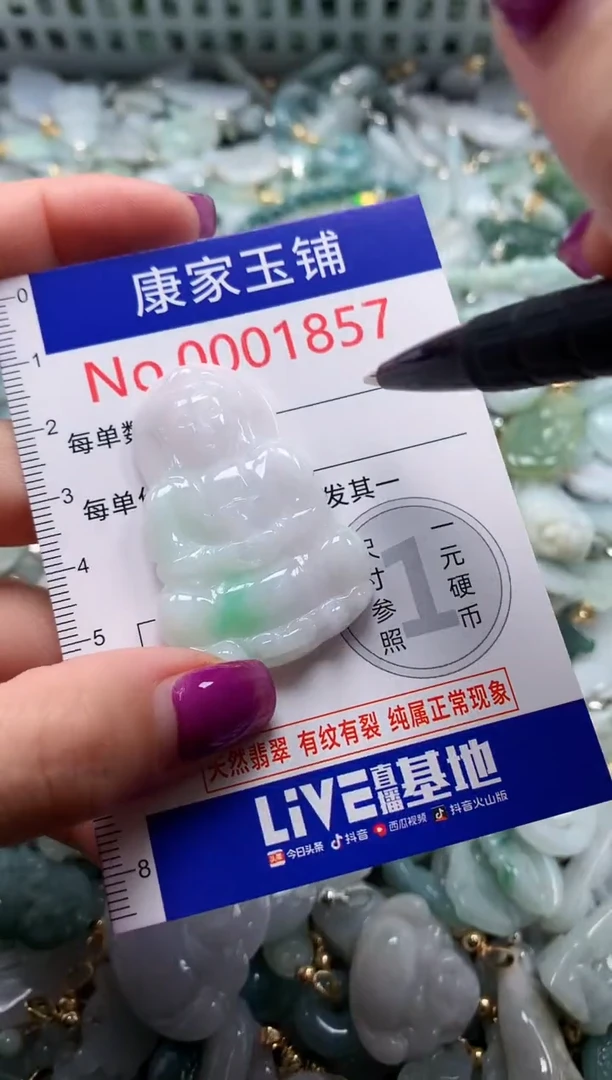 康家玉铺
No.0001857
每单数
每单价
发其一
尺寸参照
1
一元硬币
天然翡翠 有纹有裂 纯属正常现象
LiVE直播基地
今日头条 抖音 西瓜视频 抖音火山版
0
1
2
3
4
5
8